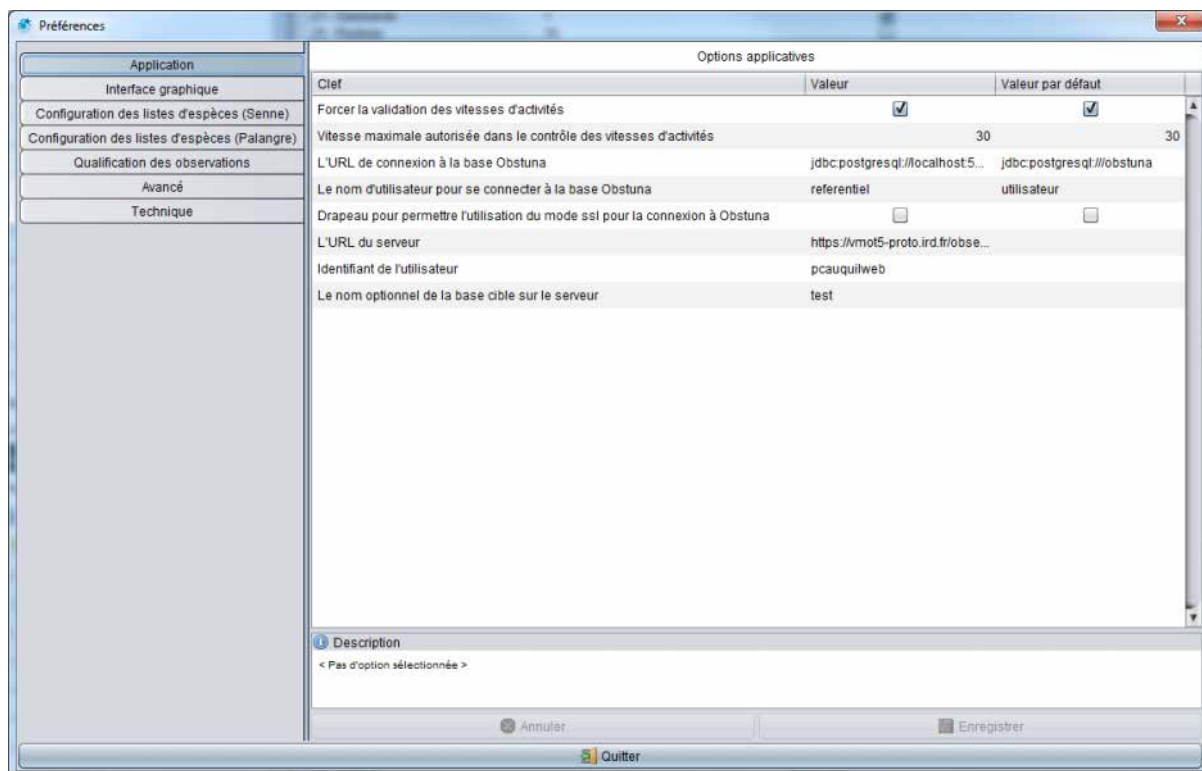 Préférences
Application
Interface graphique
Configuration des listes d'espèces (Senne)
Configuration des listes d'espèces (Palangre)
Qualification des observations
Avancé
Technique
Options applicatives
Clef Valeur Valeur par défaut
Forcer la validation des vitesses d'activités
Vitesse maximale autorisée dans le contrôle des vitesses d'activités 30 30
L'URL de connexion à la base Obstuna jdbc:postgresql://localhost:5... jdbc:postgresql:///obstuna
Le nom d'utilisateur pour se connecter à la base Obstuna referentiel utilisateur
Drapeau pour permettre l'utilisation du mode ssl pour la connexion à Obstuna
L'URL du serveur https://vmot5-proto.ird.fr/obse...
Identifiant de l'utilisateur pcauquilweb
Le nom optionnel de la base cible sur le serveur test
Description
< Pas d'option sélectionnée >
Annuler Enregistrer
Quitter